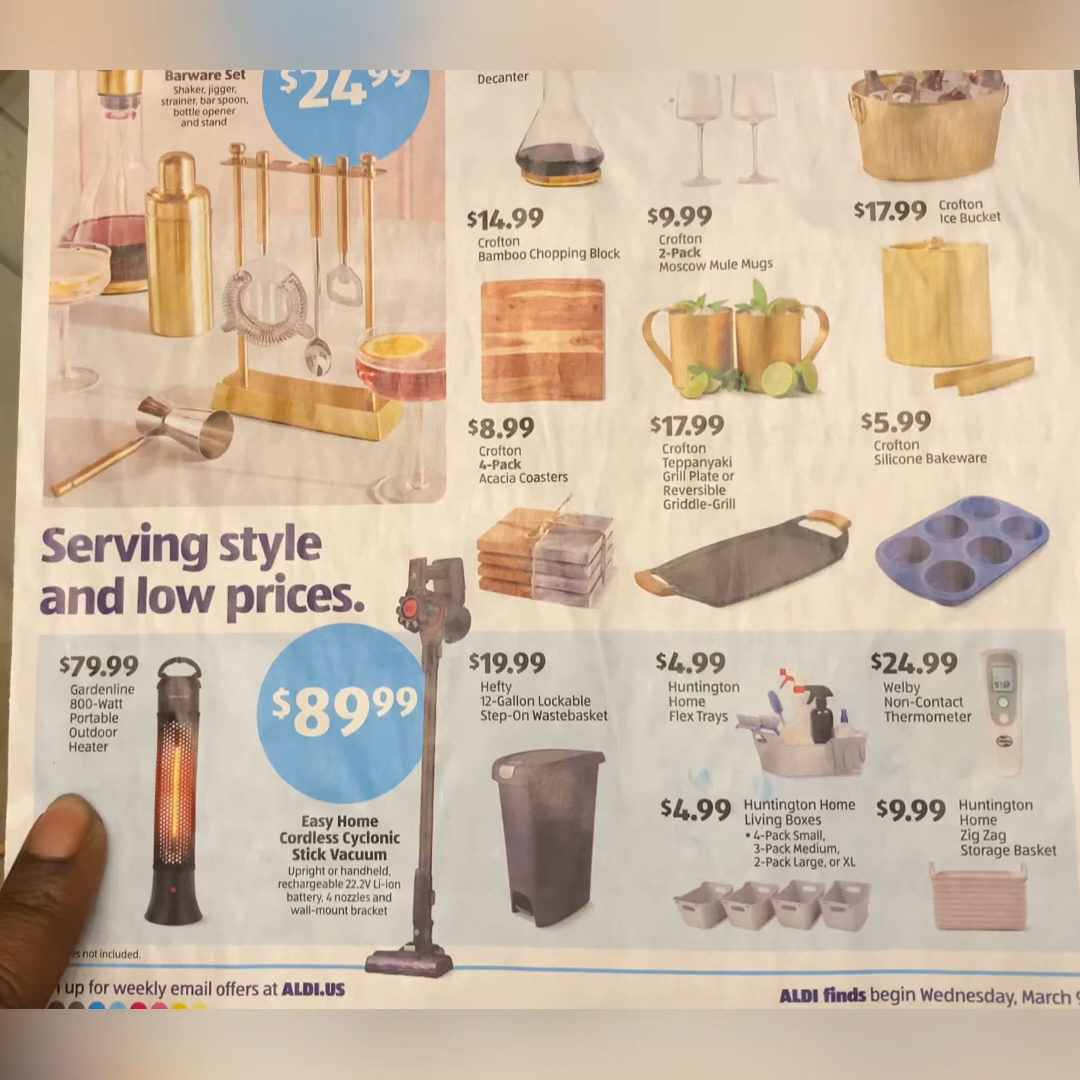 Barware Set
Shaker, jigger,
strainer, bar spoon,
bottle opener
and stand
$24.99
Decanter
$14.99
Crofton
Bamboo Chopping Block
$9.99
Crofton
2-Pack
Moscow Mule Mugs
$17.99
Crofton
Ice Bucket
$8.99
Crofton
4-Pack
Acacia Coasters
$17.99
Crofton
Teppanyaki
Grill Plate or
Reversible
Griddle-Grill
$5.99
Crofton
Silicone Bakeware
Serving style
and low prices.
$79.99
Gardenline
800-Watt
Portable
Outdoor
Heater
$89.99
Easy Home
Cordless Cyclonic
Stick Vacuum
Upright or handheld,
rechargeable 22.2V Li-ion
battery, 4 nozzles and
wall-mount bracket
$19.99
Hefty
12-Gallon Lockable
Step-On Wastebasket
$4.99
Huntington
Home
Flex Trays
$24.99
Welby
Non-Contact
Thermometer
$4.99
Huntington Home
Living Boxes
• 4-Pack Small,
3-Pack Medium,
2-Pack Large, or XL
$9.99
Huntington
Home
Zig Zag
Storage Basket
not included.
up for weekly email offers at ALDI.US
ALDI finds begin Wednesday, March